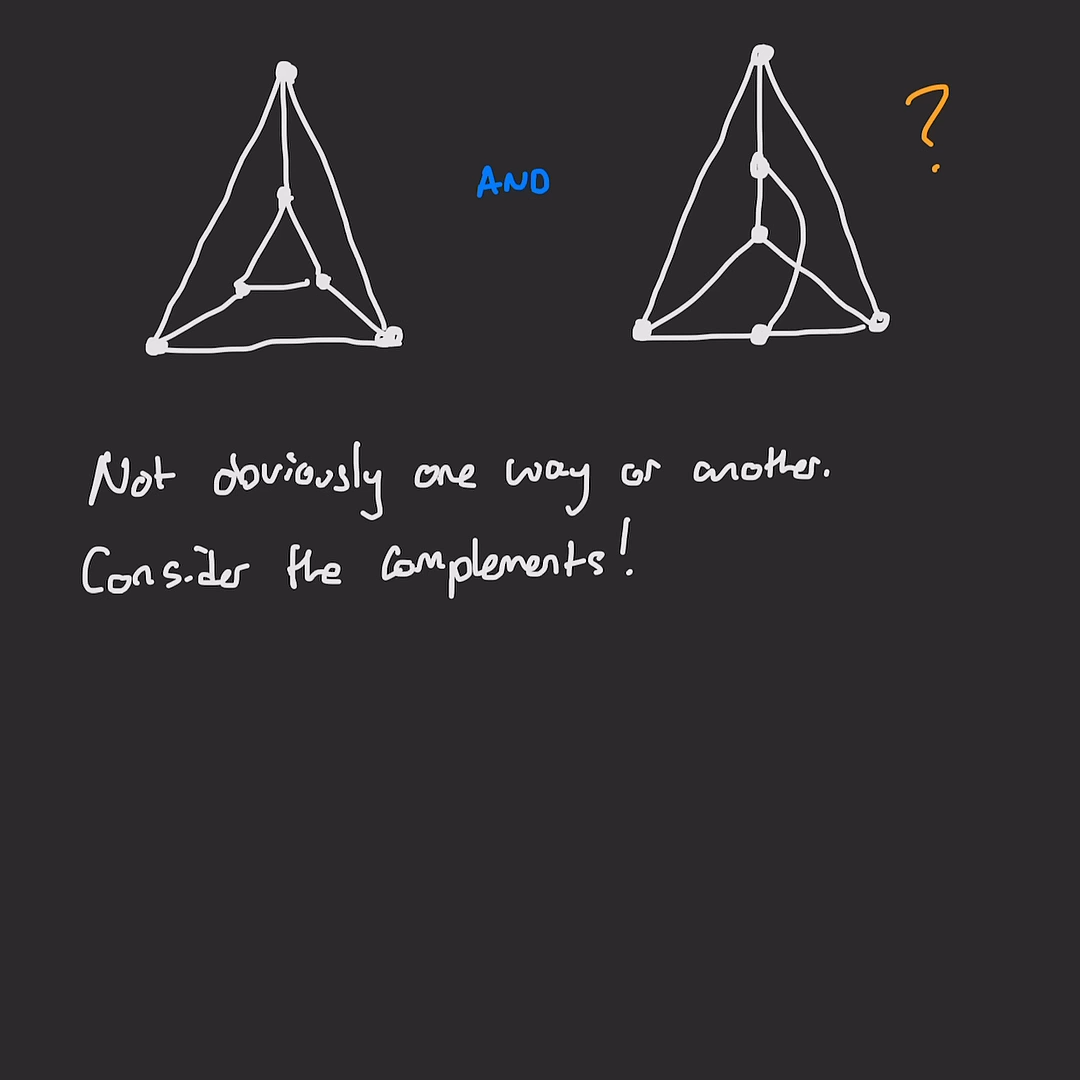 AND
?
Not obviously one way or another.
Consider the complements!